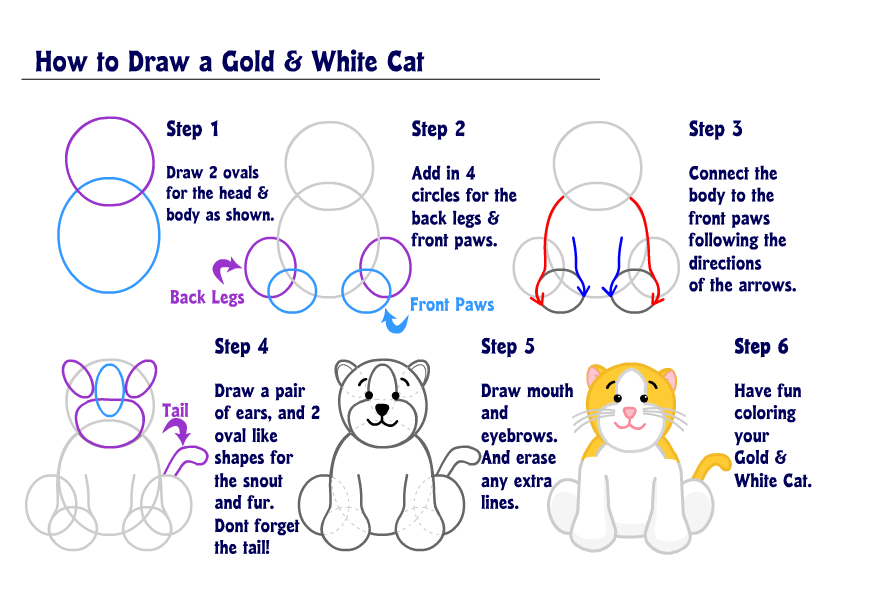 How to Draw a Gold & White Cat
Step 1
Draw 2 ovals
for the head &
body as shown.
Step 2
Add in 4
circles for the
back legs &
front paws.
Back Legs
Front Paws
Step 3
Connect the
body to the
front paws
following the
directions
of the arrows.
Step 4
Draw a pair
of ears, and 2
oval like
shapes for
the snout
and fur.
Dont forget
the tail!
Tail
Step 5
Draw mouth
and
eyebrows.
And erase
any extra
lines.
Step 6
Have fun
coloring
your
Gold &
White Cat.